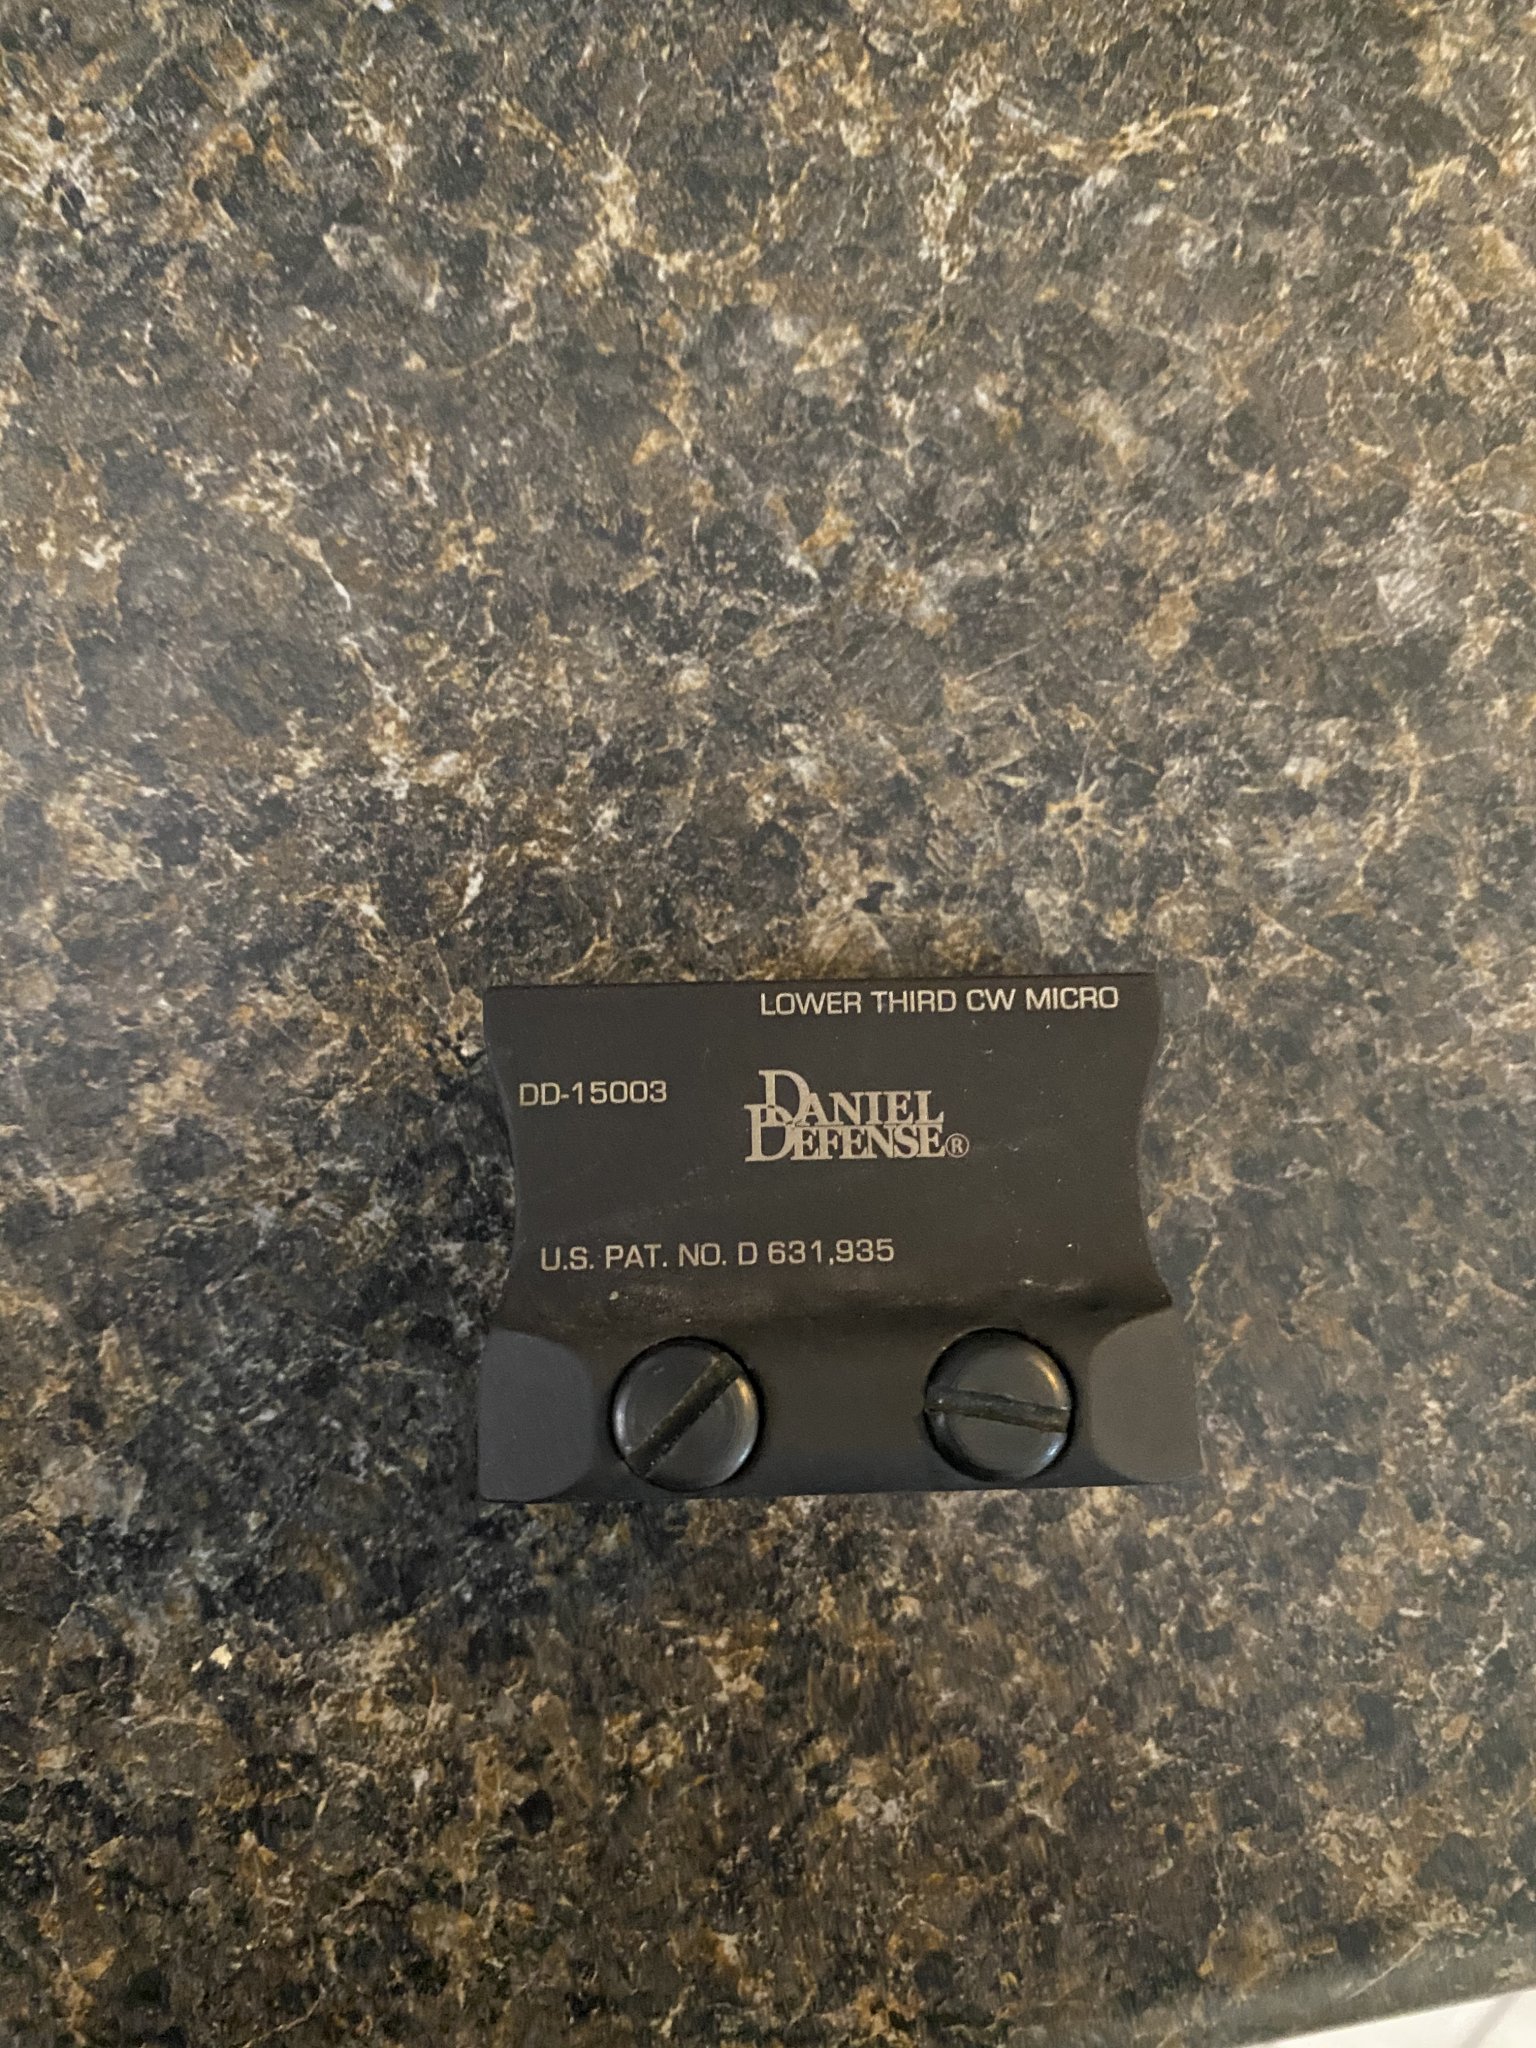 LOWER THIRD CW MICRO
DD-15003
DANIEL
DEFENSE®
U.S. PAT. NO. D 631,935